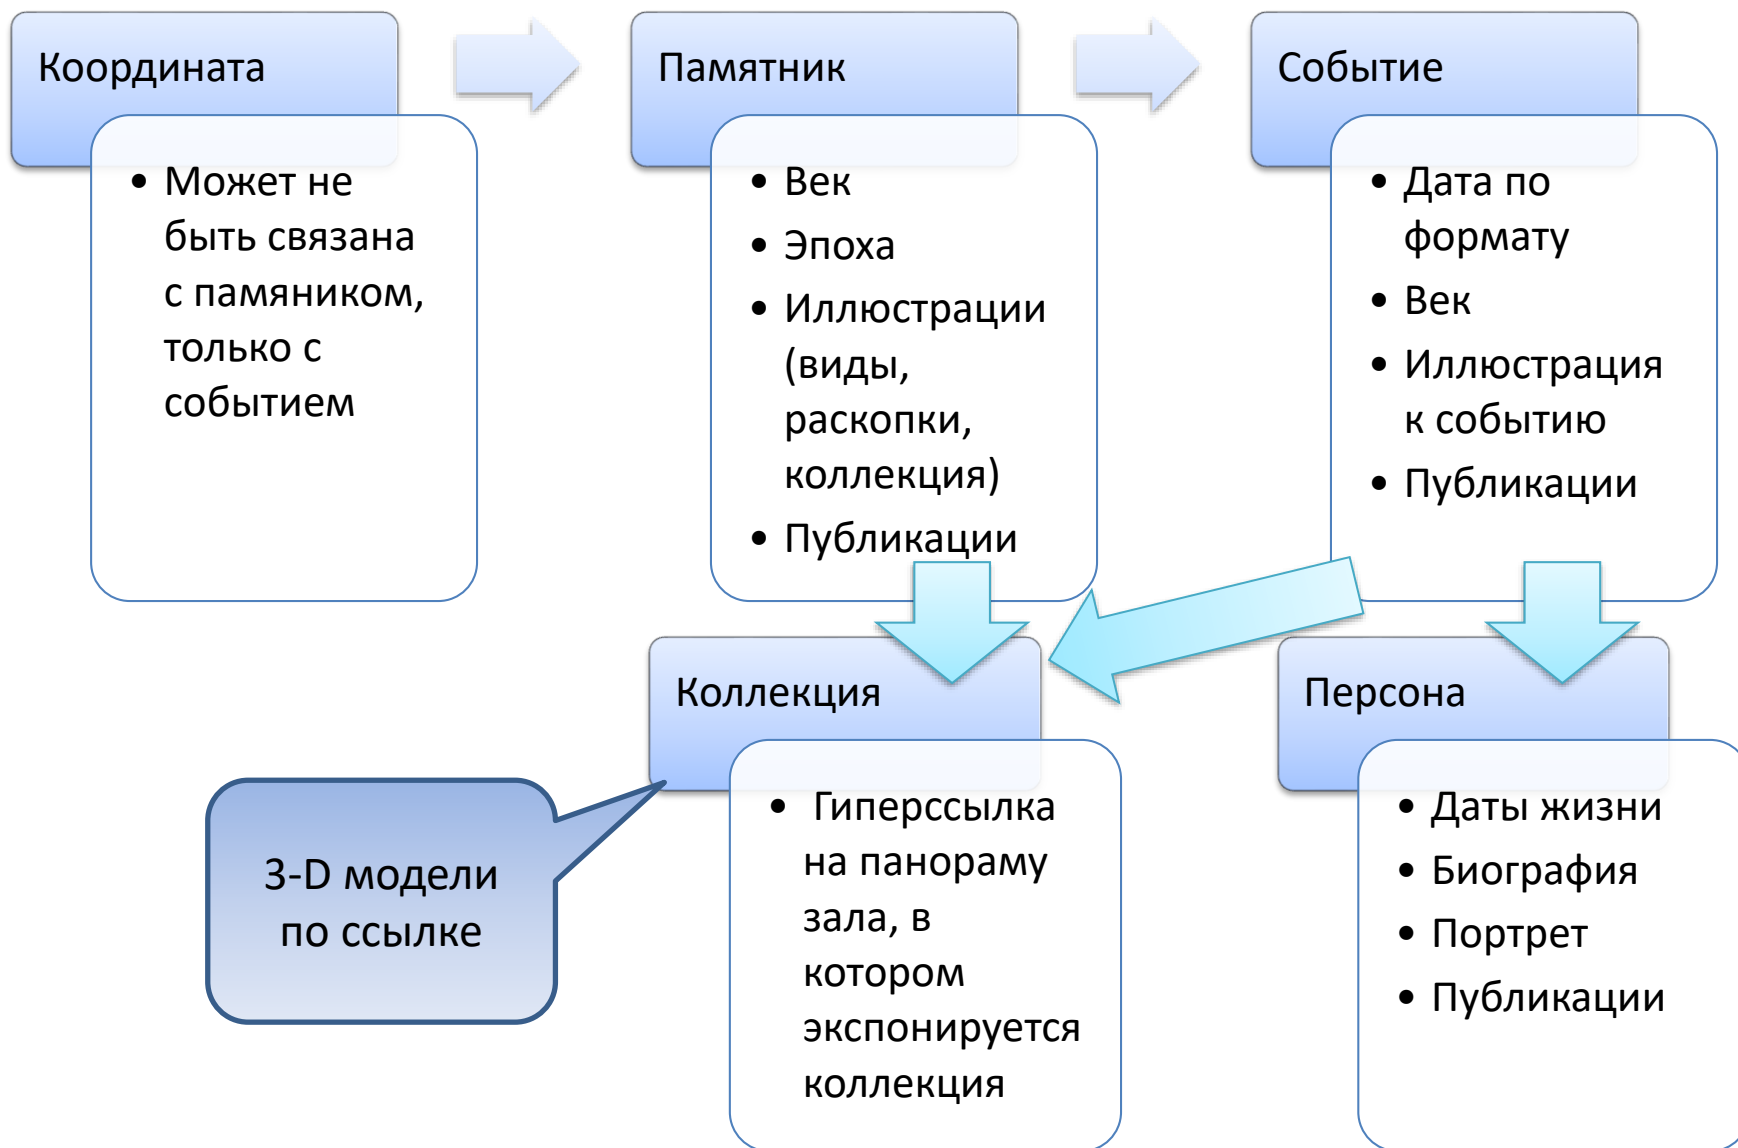 Координата
• Может не
быть связана
с памяником,
только с
событием
Памятник
• Век
• Эпоха
• Иллюстрации
(виды,
раскопки,
коллекция)
• Публикации
Событие
• Дата по
формату
• Век
• Иллюстрация
к событию
• Публикации
3-D модели
по ссылке
Коллекция
• Гиперссылка
на панораму
зала, в
котором
экспонируется
коллекция
Персона
• Даты жизни
• Биография
• Портрет
• Публикации